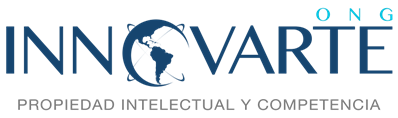 ONG
INNOVARTE
PROPIEDAD INTELECTUAL Y COMPETENCIA